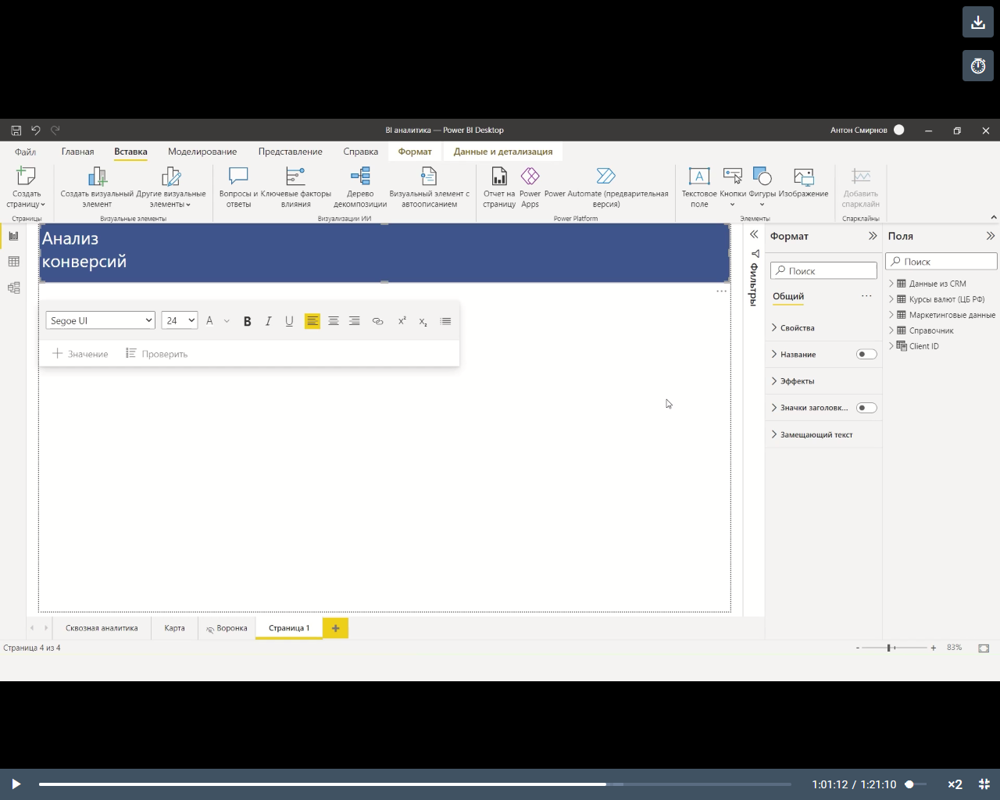 BI аналитика — Power BI Desktop
Антон Смирнов
Файл Главная Вставка Моделирование Представление Справка Формат Данные и детализация
Создать страницу
Создать визуальный элемент
Другие визуальные элементы
Вопросы и ответы
Ключевые факторы влияния
Дерево декомпозиции
Визуальный элемент с автоописанием
Отчет на страницу
Power Apps
Power Automate (предварительная версия)
Текстовое поле
Кнопки
Фигуры
Изображение
Добавить спарклайн
Страницы
Визуальные элементы
Визуализации ИИ
Power Platform
Элементы
Спарклайны
Анализ
конверсий
Segoe UI 24 A B I U x² x₂
Значение Проверить
Фильтры
Формат
Поиск
Общий
Свойства
Название
Эффекты
Значки заголовк...
Замещающий текст
Поля
Поиск
Данные из CRM
Курсы валют (ЦБ РФ)
Маркетинговые данные
Справочник
Client ID
Сквозная аналитика Карта Воронка Страница 1 +
Страница 4 из 4
- + 83%
1:01:12 / 1:21:10 ×2